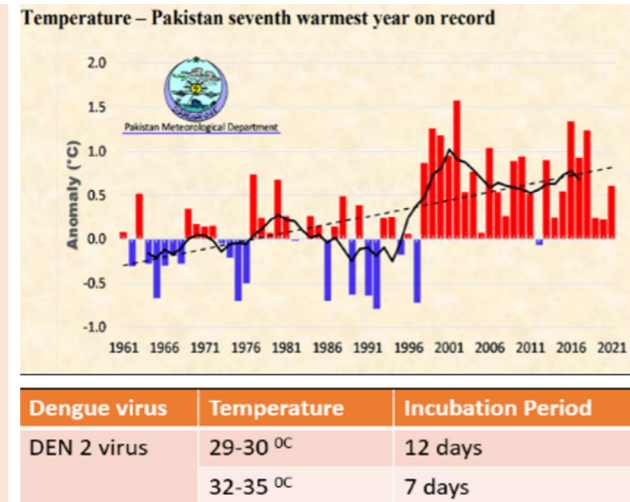 Temperature – Pakistan seventh warmest year on record
2.0
1.5
1.0
0.5
0.0
-0.5
-1.0
Anomaly (°C)
Pakistan Meteorological Department
1961 1966 1971 1976 1981 1986 1991 1996 2001 2006 2011 2016 2021
Dengue virus Temperature Incubation Period
DEN 2 virus 29-30 ⁰ᶜ 12 days
32-35 ⁰ᶜ 7 days